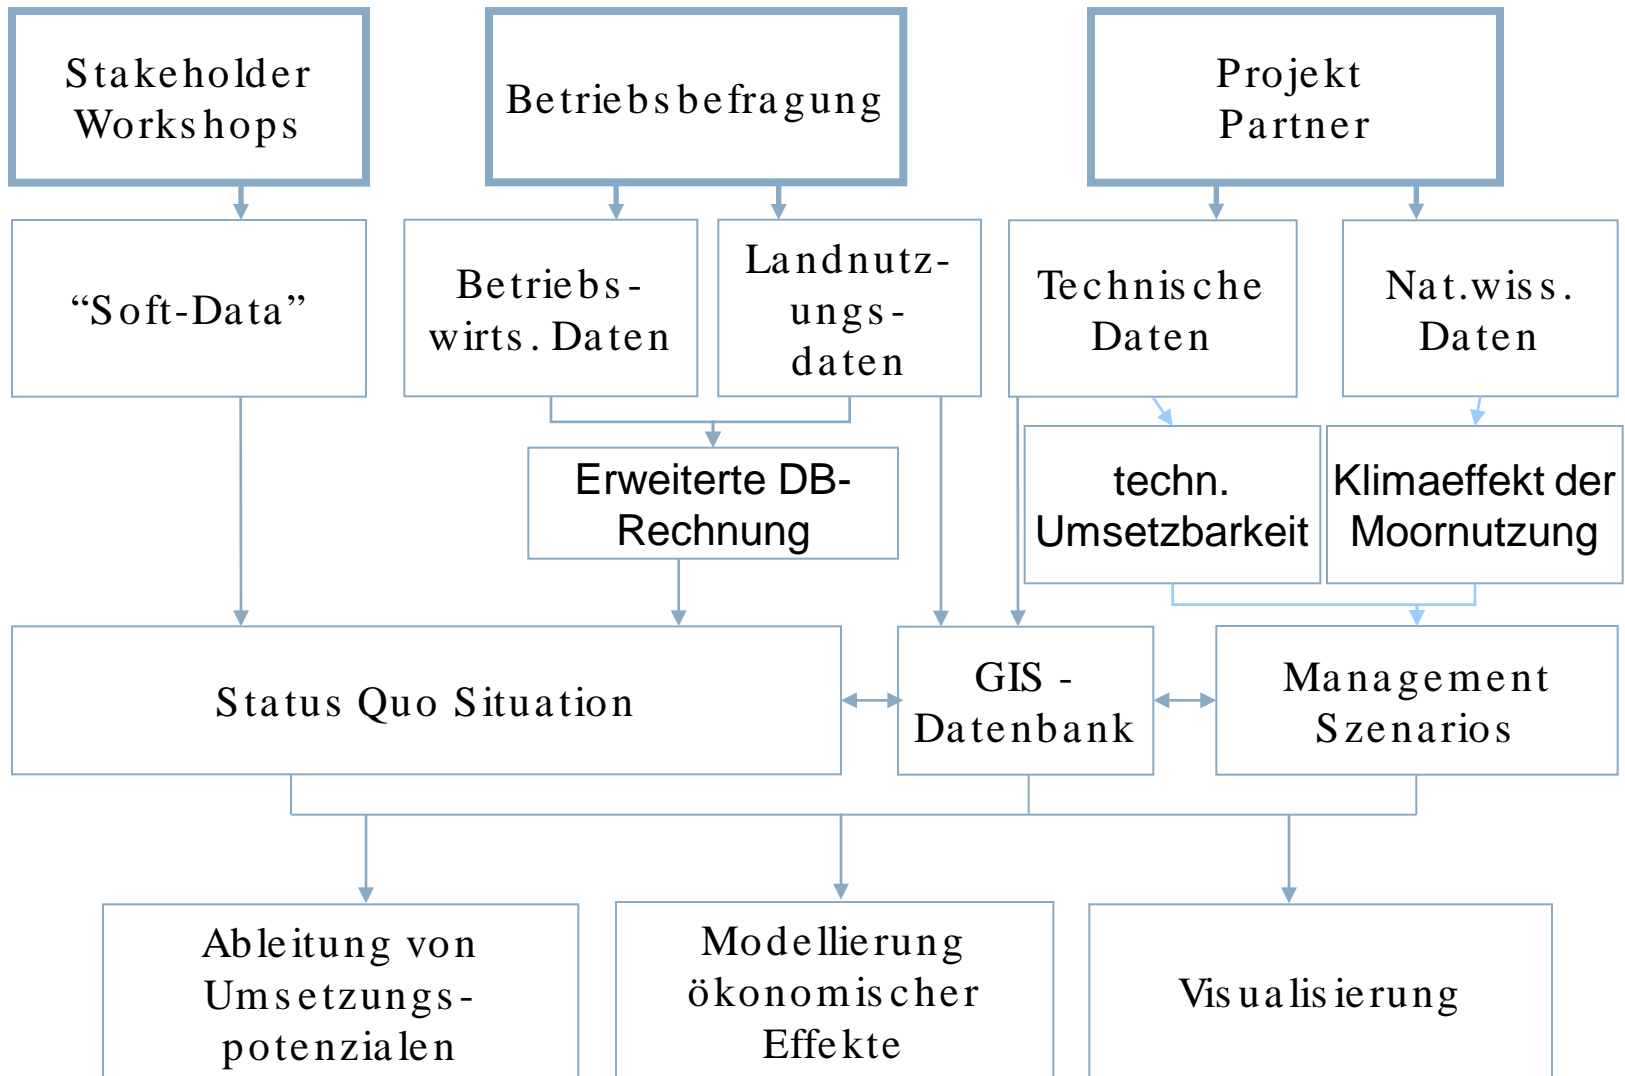 Stakeholder
Workshops
Betriebsbefragung
Projekt
Partner
“Soft-Data”
Betriebs-
wirts. Daten
Landnutz-
ungs-
daten
Technische
Daten
Nat.wiss.
Daten
Erweiterte DB-
Rechnung
techn.
Umsetzbarkeit
Klimaeffekt der
Moornutzung
Status Quo Situation
GIS -
Datenbank
Management
Szenarios
Ableitung von
Umsetzungs-
potenzialen
Modellierung
ökonomischer
Effekte
Visualisierung